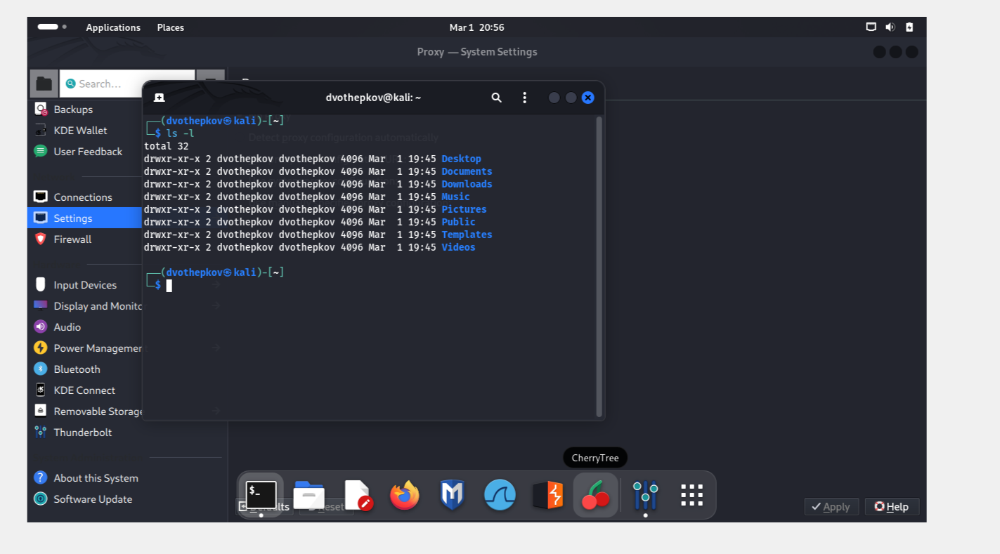 Applications Places
Mar 1 20:56
Proxy — System Settings
Search...
Backups
KDE Wallet
User Feedback
Connections
Settings
Firewall
Input Devices
Display and Monito
Audio
Power Managemen
Bluetooth
KDE Connect
Removable Storage
Thunderbolt
About this System
Software Update
dvothepkov@kali: ~
┌──(dvothepkov㉿kali)-[~]
└─$ ls -l
total 32
drwxr-xr-x 2 dvothepkov dvothepkov 4096 Mar  1 19:45 Desktop
drwxr-xr-x 2 dvothepkov dvothepkov 4096 Mar  1 19:45 Documents
drwxr-xr-x 2 dvothepkov dvothepkov 4096 Mar  1 19:45 Downloads
drwxr-xr-x 2 dvothepkov dvothepkov 4096 Mar  1 19:45 Music
drwxr-xr-x 2 dvothepkov dvothepkov 4096 Mar  1 19:45 Pictures
drwxr-xr-x 2 dvothepkov dvothepkov 4096 Mar  1 19:45 Public
drwxr-xr-x 2 dvothepkov dvothepkov 4096 Mar  1 19:45 Templates
drwxr-xr-x 2 dvothepkov dvothepkov 4096 Mar  1 19:45 Videos
┌──(dvothepkov㉿kali)-[~]
└─$
Detect proxy configuration automatically
CherryTree
$_
Apply
Help